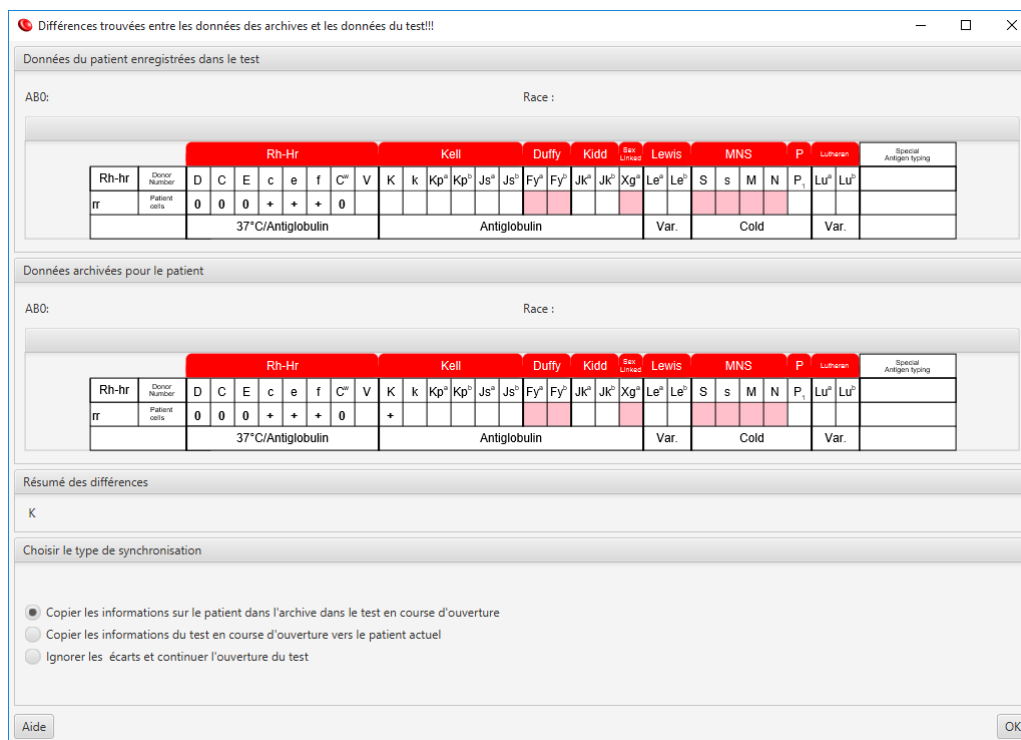 Différences trouvées entre les données des archives et les données du test!!!
Données du patient enregistrées dans le test
AB0: Race :
Rh-Hr Kell Duffy Kidd Sex Linked Lewis MNS P Lutheran Special Antigen typing
Rh-hr Donor Number D C E c e f Cʷ V K k Kpᵃ Kpᵇ Jsᵃ Jsᵇ Fyᵃ Fyᵇ Jkᵃ Jkᵇ Xgᵃ Leᵃ Leᵇ S s M N P₁ Luᵃ Luᵇ
rr Patient cells 0 0 0 + + + 0
37°C/Antiglobulin Antiglobulin Var. Cold Var.
Données archivées pour le patient
AB0: Race :
Rh-Hr Kell Duffy Kidd Sex Linked Lewis MNS P Lutheran Special Antigen typing
Rh-hr Donor Number D C E c e f Cʷ V K k Kpᵃ Kpᵇ Jsᵃ Jsᵇ Fyᵃ Fyᵇ Jkᵃ Jkᵇ Xgᵃ Leᵃ Leᵇ S s M N P₁ Luᵃ Luᵇ
rr Patient cells 0 0 0 + + + 0 +
37°C/Antiglobulin Antiglobulin Var. Cold Var.
Résumé des différences
K
Choisir le type de synchronisation
Copier les informations sur le patient dans l'archive dans le test en course d'ouverture
Copier les informations du test en course d'ouverture vers le patient actuel
Ignorer les écarts et continuer l'ouverture du test
Aide OK